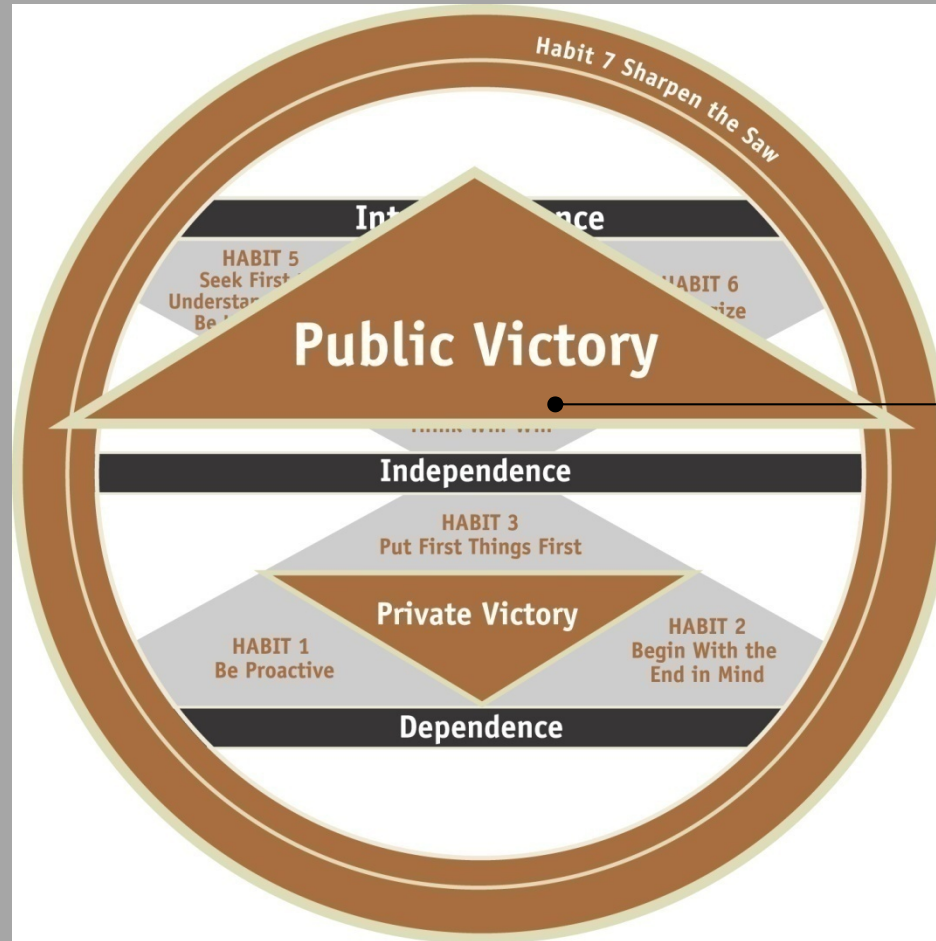 Habit 7 Sharpen the Saw
HABIT 5
Seek First
HABIT 6
Public Victory
Independence
HABIT 3
Put First Things First
Private Victory
HABIT 1
Be Proactive
HABIT 2
Begin With the
End in Mind
Dependence